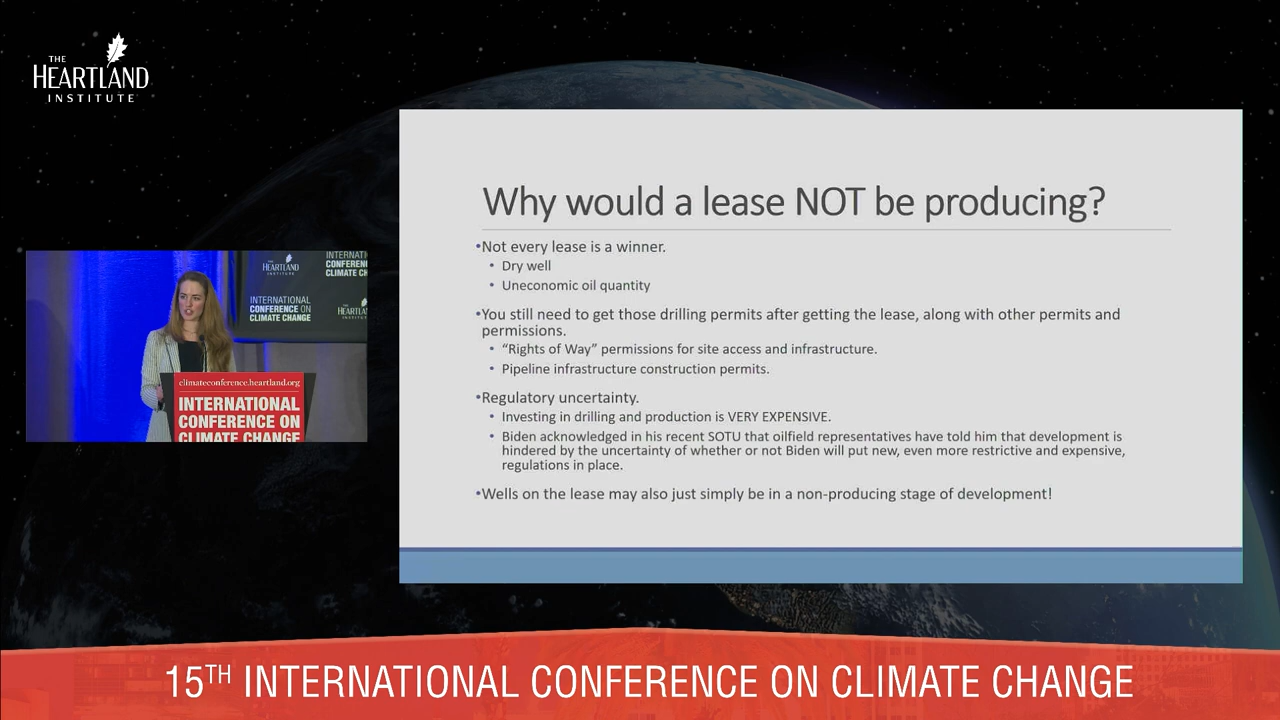 THE
HEARTLAND
INSTITUTE
Why would a lease NOT be producing?
•Not every lease is a winner.
• Dry well
• Uneconomic oil quantity
•You still need to get those drilling permits after getting the lease, along with other permits and
permissions.
• “Rights of Way” permissions for site access and infrastructure.
• Pipeline infrastructure construction permits.
•Regulatory uncertainty.
• Investing in drilling and production is VERY EXPENSIVE.
• Biden acknowledged in his recent SOTU that oilfield representatives have told him that development is
hindered by the uncertainty of whether or not Biden will put new, even more restrictive and expensive,
regulations in place.
•Wells on the lease may also just simply be in a non-producing stage of development!
HEARTLAND
INSTITUTE
INTERNATI
CONFERENC
CLIMATE CH
INTERNATIONAL
CONFERENCE ON
CLIMATE CHANGE
THE
HEARTLA
climateconference.heartland.org
INTERNATIONAL
CONFERENCE ON
CLIMATE CHANGE
15TH INTERNATIONAL CONFERENCE ON CLIMATE CHANGE